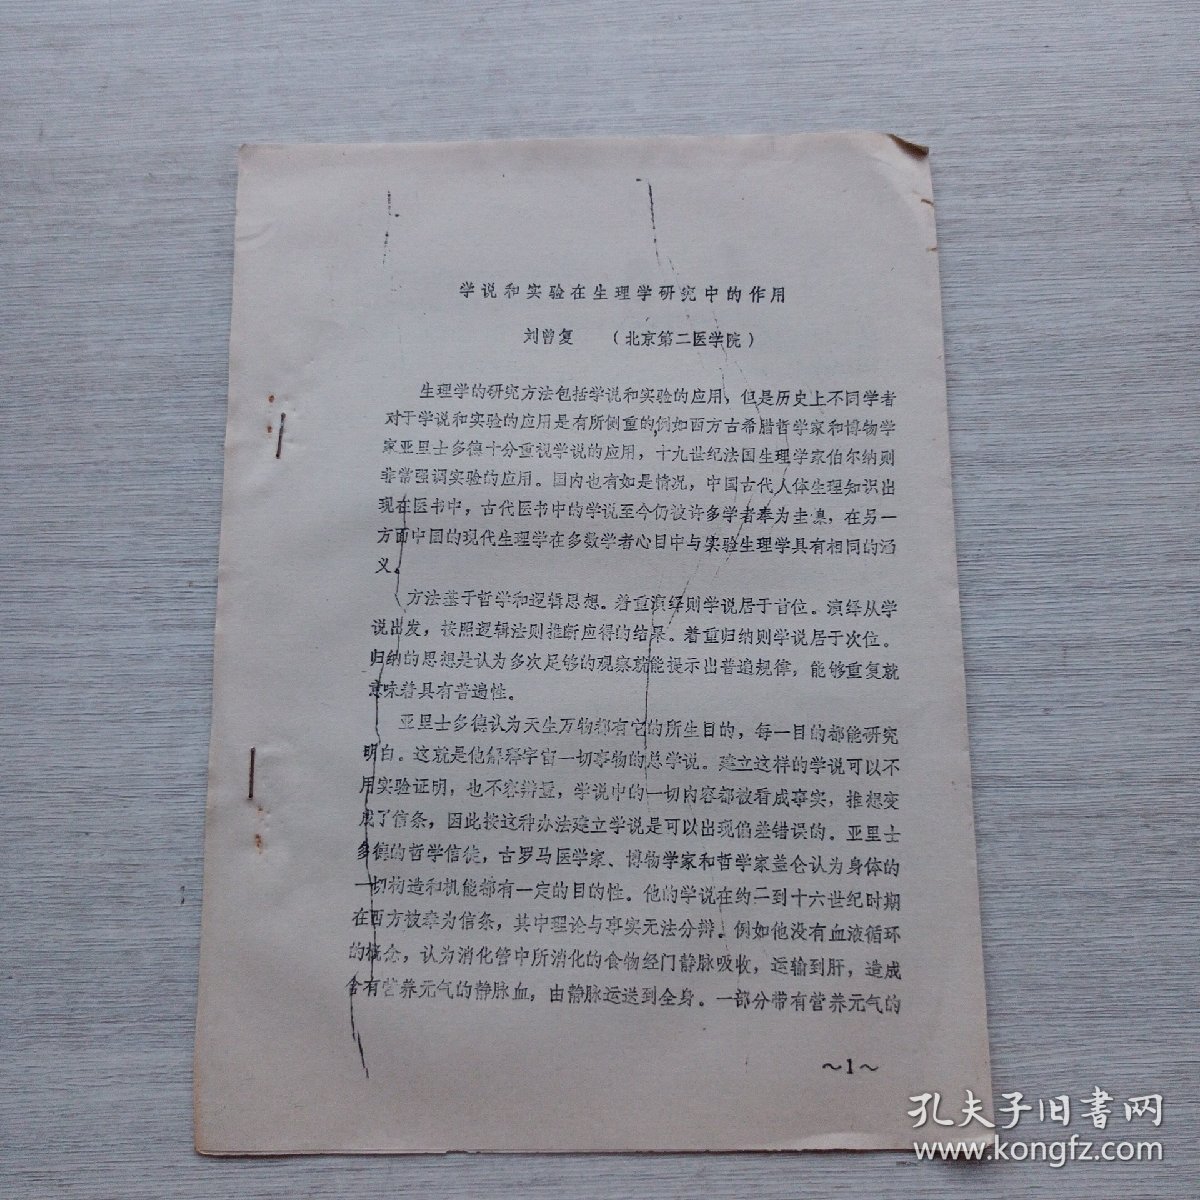 学说和实验在生理学研究中的作用
刘曾复 （北京第二医学院）
生理学的研究方法包括学说和实验的应用，但是历史上不同学者
对于学说和实验的应用是有所侧重的，例如西方古希腊哲学家和博物学
家亚里士多德十分重视学说的应用，十九世纪法国生理学家伯尔纳则
非常强调实验的应用。国内也有如是情况，中国古代人体生理知识出
现在医书中，古代医书中的学说至今仍被许多学者奉为圭臬，在另一
方面中国的现代生理学在多数学者心目中与实验生理学具有相同的涵
义。
方法基于哲学和逻辑思想。着重演绎则学说居于首位。演绎从学
说出发，按照逻辑法则推断应得的结果。着重归纳则学说居于次位。
归纳的思想是认为多次足够的观察就能提示出普遍规律，能够重复就
意味着具有普遍性。
亚里士多德认为天生万物都有它的所生目的，每一目的都能研究
明白。这就是他解释宇宙一切事物的总学说。建立这样的学说可以不
用实验证明，也不容辩置，学说中的一切内容都被看成事实，推想变
成了信条，因此按这种办法建立学说是可以出现偏差错误的。亚里士
多德的哲学信徒，古罗马医学家、博物学家和哲学家盖仑认为身体的
一切构造和机能都有一定的目的性。他的学说在约二到十六世纪时期
在西方被奉为信条，其中理论与事实无法分辩。例如他没有血液循环
的概念，认为消化管中所消化的食物经门静脉吸收，运输到肝，造成
含有营养元气的静脉血，由静脉运送到全身。一部分带有营养元气的
～1～
孔夫子旧书网
www.kongfz.com